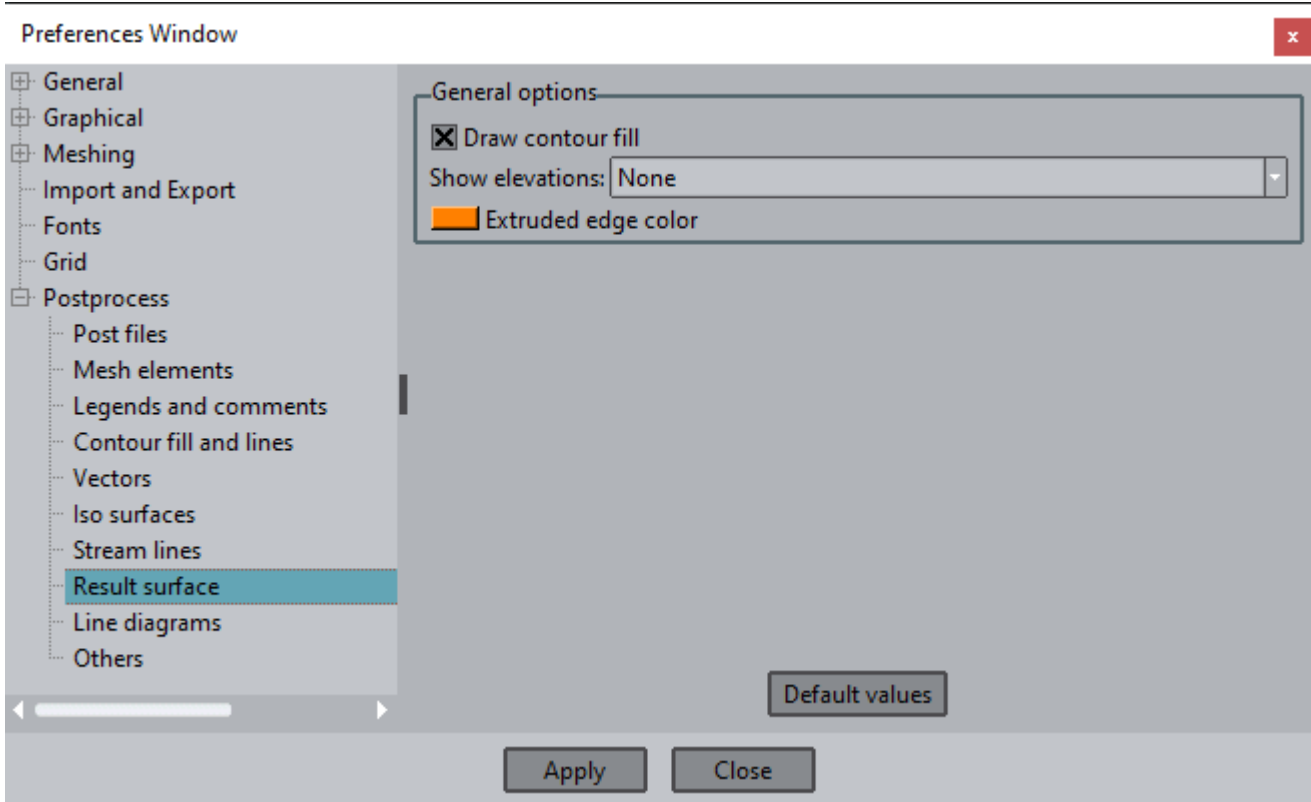 Preferences Window
x
General
Graphical
Meshing
Import and Export
Fonts
Grid
Postprocess
Post files
Mesh elements
Legends and comments
Contour fill and lines
Vectors
Iso surfaces
Stream lines
Result surface
Line diagrams
Others
General options
Draw contour fill
Show elevations: None
Extruded edge color
Default values
Apply Close